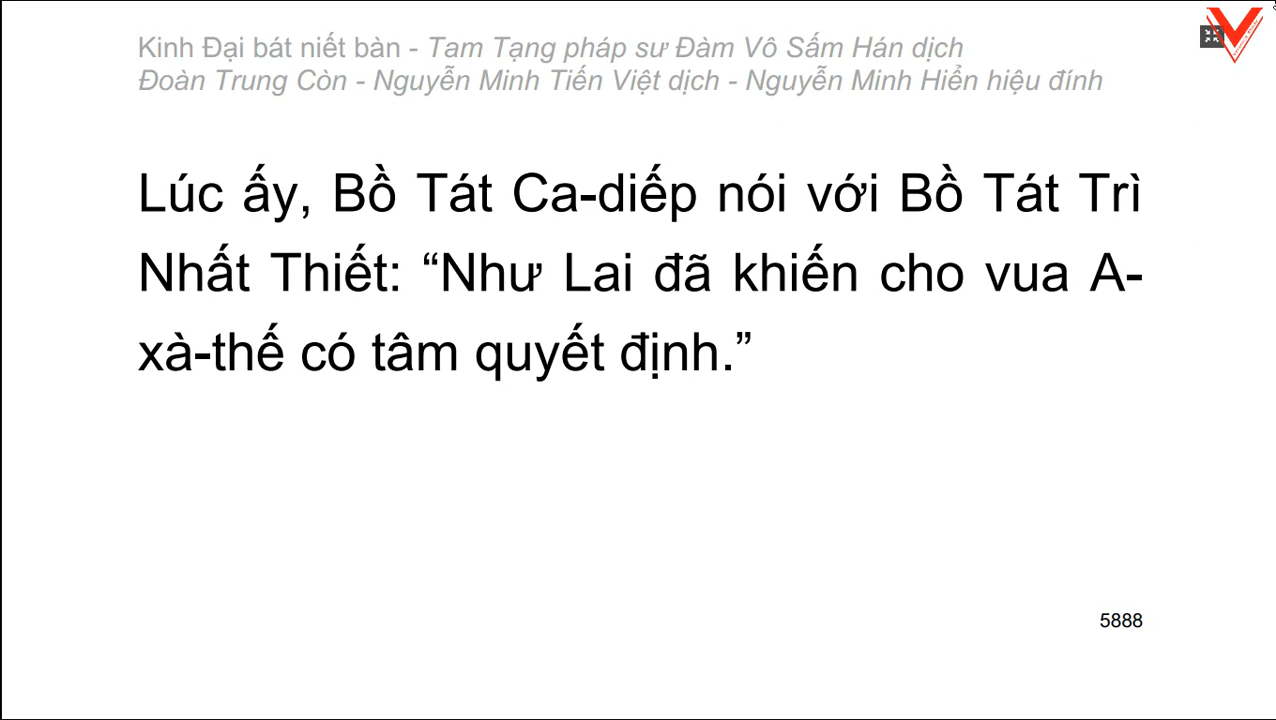 Kinh Đại bát niết bàn - Tam Tạng pháp sư Đàm Vô Sấm Hán dịch
Đoàn Trung Còn - Nguyễn Minh Tiến Việt dịch - Nguyễn Minh Hiển hiệu đính
Lúc ấy, Bồ Tát Ca-diếp nói với Bồ Tát Trì
Nhất Thiết: “Như Lai đã khiến cho vua A-
xà-thế có tâm quyết định.”
5888